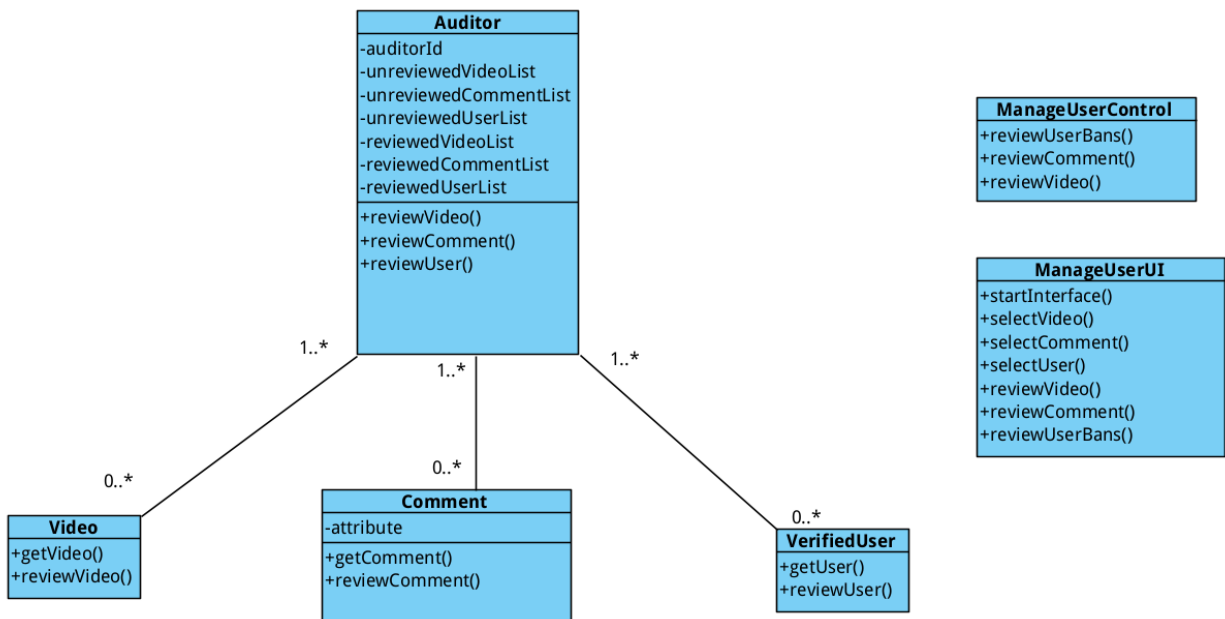 Auditor
-auditorId
-unreviewedVideoList
-unreviewedCommentList
-unreviewedUserList
-reviewedVideoList
-reviewedCommentList
-reviewedUserList
+reviewVideo()
+reviewComment()
+reviewUser()
ManageUserControl
+reviewUserBans()
+reviewComment()
+reviewVideo()
ManageUserUI
+startInterface()
+selectVideo()
+selectComment()
+selectUser()
+reviewVideo()
+reviewComment()
+reviewUserBans()
1..*
1..*
1..*
0..*
0..*
0..*
Video
+getVideo()
+reviewVideo()
Comment
-attribute
+getComment()
+reviewComment()
VerifiedUser
+getUser()
+reviewUser()